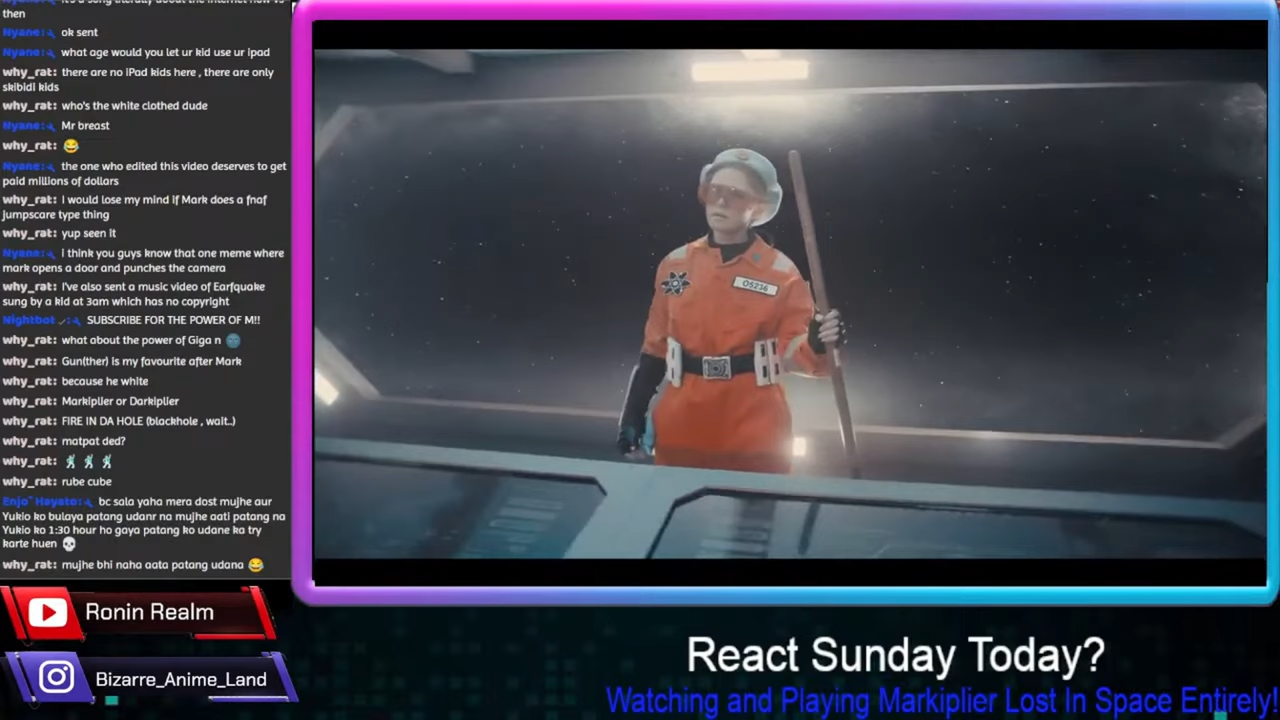 then
Nyane: ok sent
Nyane: what age would you let ur kid use ur ipad
why_rat: there are no iPad kids here , there are only
skibidi kids
why_rat: who's the white clothed dude
Nyane: Mr breast
why_rat: 😂
Nyane: the one who edited this video deserves to get
paid millions of dollars
why_rat: I would lose my mind if Mark does a fnaf
jumpscare type thing
why_rat: yup seen it
Nyane: i think you guys know that one meme where
mark opens a door and punches the camera
why_rat: I've also sent a music video of Earfquake
sung by a kid at 3am which has no copyright
Nightbot: SUBSCRIBE FOR THE POWER OF M!!
why_rat: what about the power of Giga n
why_rat: Gun(ther) is my favourite after Mark
why_rat: because he white
why_rat: Markiplier or Darkiplier
why_rat: FIRE IN DA HOLE (blackhole , wait..)
why_rat: matpat ded?
why_rat:
why_rat: rube cube
Enjo~Hayato: bc sala yaha mera dost mujhe aur
Yukio ko bulaya patang udanr na mujhe aati patang na
Yukio ko 1:30 hour ho gaya patang ko udane ka try
karte huen 💀
why_rat: mujhe bhi naha aata patang udana 😂
O5236
Ronin Realm
Bizarre_Anime_Land
React Sunday Today?
Watching and Playing Markiplier Lost In Space Entirely!